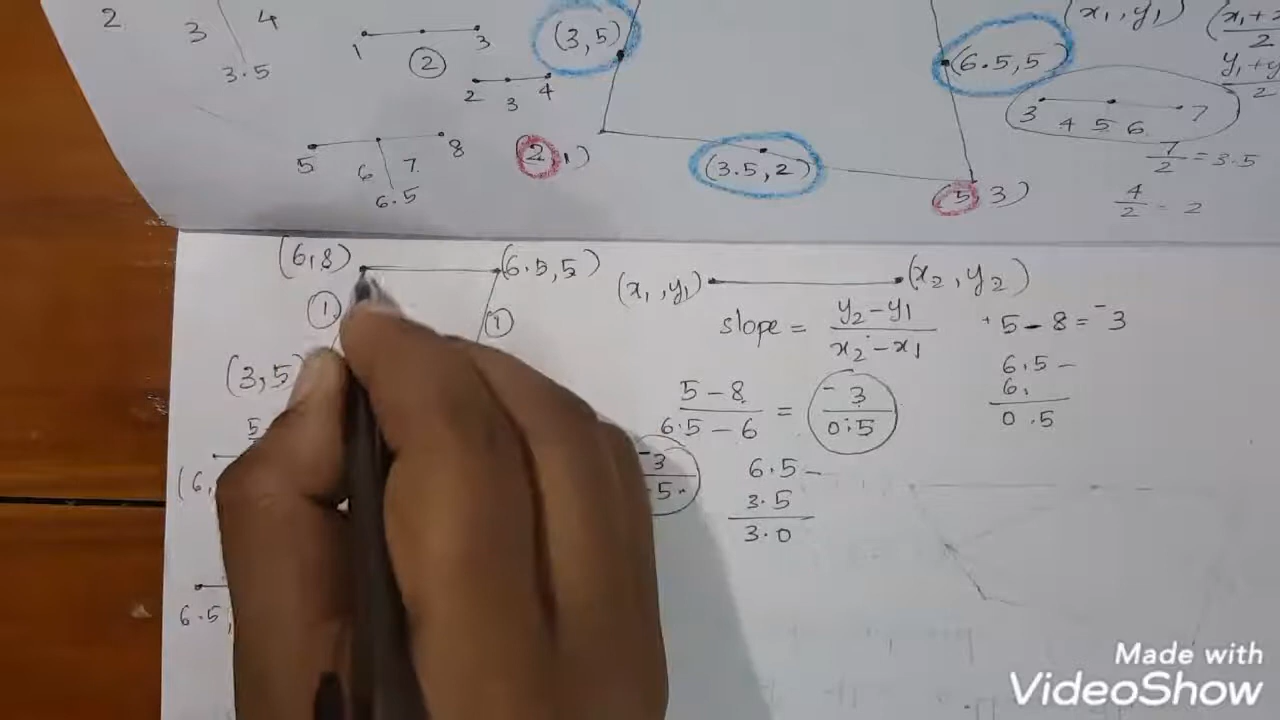 2 3 4
3.5
1 2 3
2 3 4
5 6 7 8
6.5
(3,5)
(6.5,5)
(x1,y1)
3 4 5 6 7
7/2 = 3.5
4/2 = 2
(2,1)
(3.5,2)
(5,3)
(6,8)
(6.5,5)
(x1,y1) (x2,y2)
1 1
slope = y2-y1/x2-x1
5-8=-3
(3,5)
6.5-
6.
0.5
5-8/6.5-6 = -3/0.5
6.5-
3.5
3.0
Made with
VideoShow